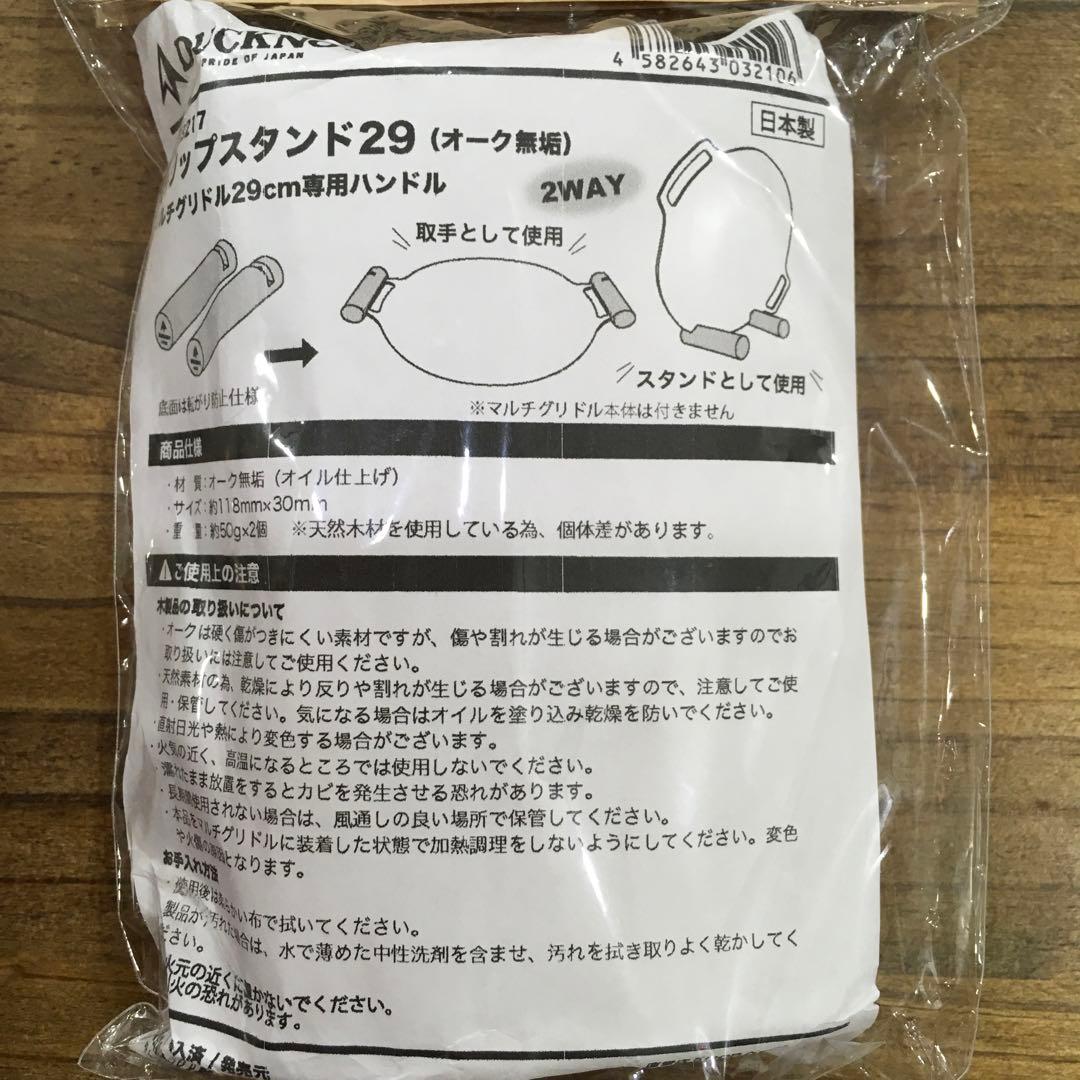 PRIDE OF JAPAN
4 582643 032106
217
ップスタンド29（オーク無垢）
日本製
ルチグリドル29cm専用ハンドル
2WAY
取手として使用
スタンドとして使用
底面は転がり防止仕様
※マルチグリドル本体は付きません
商品仕様
・材 質：オーク無垢（オイル仕上げ）
・サイズ：約118mm×30mm
・重 量：約50g×2個 ※天然木材を使用している為、個体差があります。
⚠ご使用上の注意
木製品の取り扱いについて
・オークは硬く傷がつきにくい素材ですが、傷や割れが生じる場合がございますのでお
取り扱いには注意してご使用ください。
・天然素材の為、乾燥により反りや割れが生じる場合がございますので、注意してご使
用・保管してください。気になる場合はオイルを塗り込み乾燥を防いでください。
・直射日光や熱により変色する場合がございます。
・火気の近く、高温になるところでは使用しないでください。
・濡れたまま放置をするとカビを発生させる恐れがあります。
・長期間使用されない場合は、風通しの良い場所で保管してください。
・本品をマルチグリドルに装着した状態で加熱調理をしないようにしてください。変色
や火傷の原因となります。
お手入れ方法
・使用後は柔らかい布で拭いてください。
製品が汚れた場合は、水で薄めた中性洗剤を含ませ、汚れを拭き取りよく乾かしてく
ださい。
火元の近くに置かないでください。
火の恐れがあります。
入済／発売元